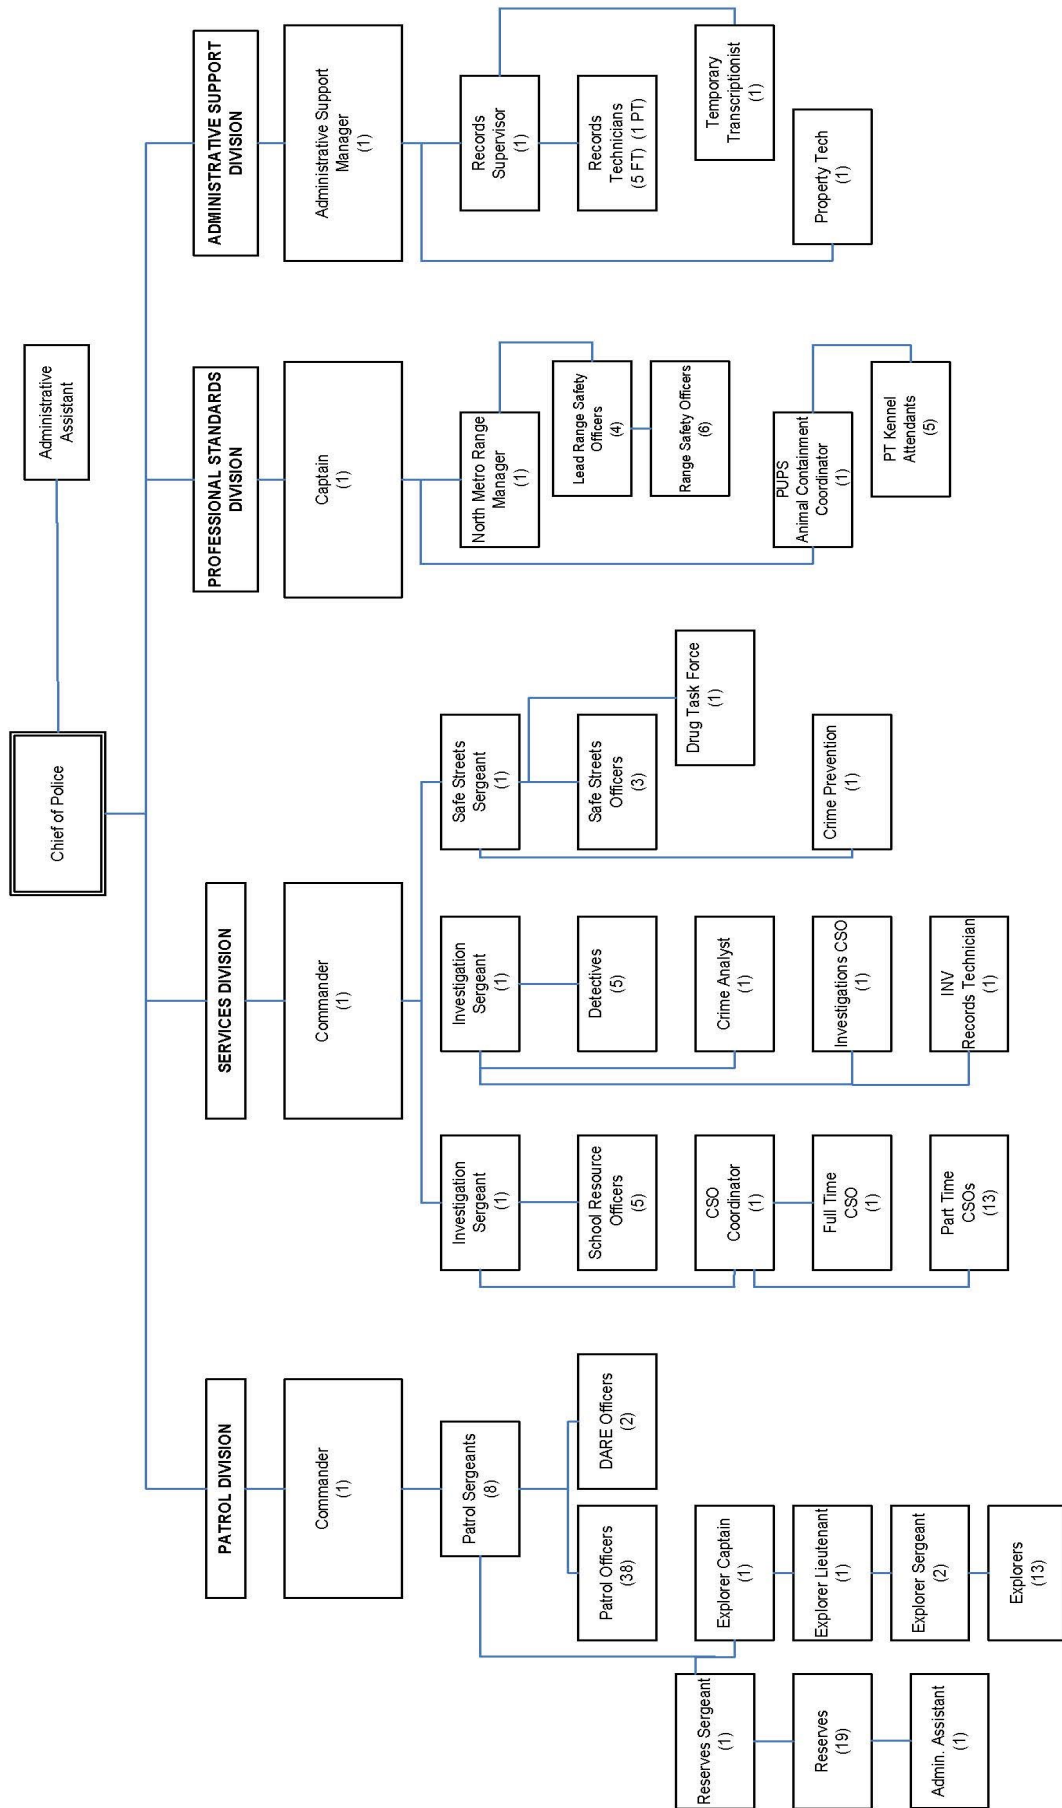 Chief of Police
Administrative
Assistant
PATROL DIVISION
Commander
(1)
Patrol Sergeants
(8)
Patrol Officers
(38)
DARE Officers
(2)
Reserves Sergeant
(1)
Reserves
(19)
Admin. Assistant
(1)
Explorer Captain
(1)
Explorer Lieutenant
(1)
Explorer Sergeant
(2)
Explorers
(13)
SERVICES DIVISION
Commander
(1)
Investigation
Sergeant
(1)
School Resource
Officers
(5)
CSO
Coordinator
(1)
Full Time
CSO
(1)
Part Time
CSOs
(13)
Investigation
Sergeant
(1)
Detectives
(5)
Crime Analyst
(1)
Investigations CSO
(1)
INV
Records Technician
(1)
Safe Streets
Sergeant
(1)
Safe Streets
Officers
(3)
Drug Task Force
(1)
Crime Prevention
(1)
PROFESSIONAL STANDARDS
DIVISION
Captain
(1)
North Metro Range
Manager
(1)
Lead Range Safety
Officers
(4)
Range Safety Officers
(6)
PUPS
Animal Containment
Coordinator
(1)
PT Kennel
Attendants
(5)
ADMINISTRATIVE SUPPORT
DIVISION
Administrative Support
Manager
(1)
Records
Supervisor
(1)
Records
Technicians
(5 FT) (1 PT)
Temporary
Transcriptionist
(1)
Property Tech
(1)